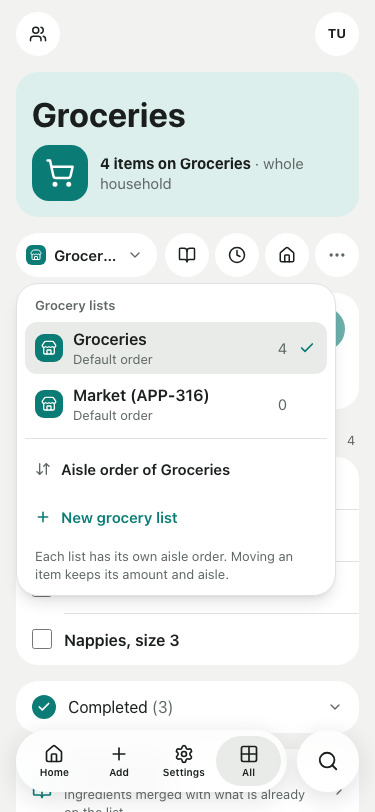 TU
Groceries
4 items on Groceries · whole
household
Grocer...
Grocery lists
Groceries
Default order
4
Market (APP-316)
Default order
0
4
Aisle order of Groceries
New grocery list
Each list has its own aisle order. Moving an
item keeps its amount and aisle.
Nappies, size 3
Completed (3)
Home
Add
Settings
All
ingredients merged with what is already
on the list.